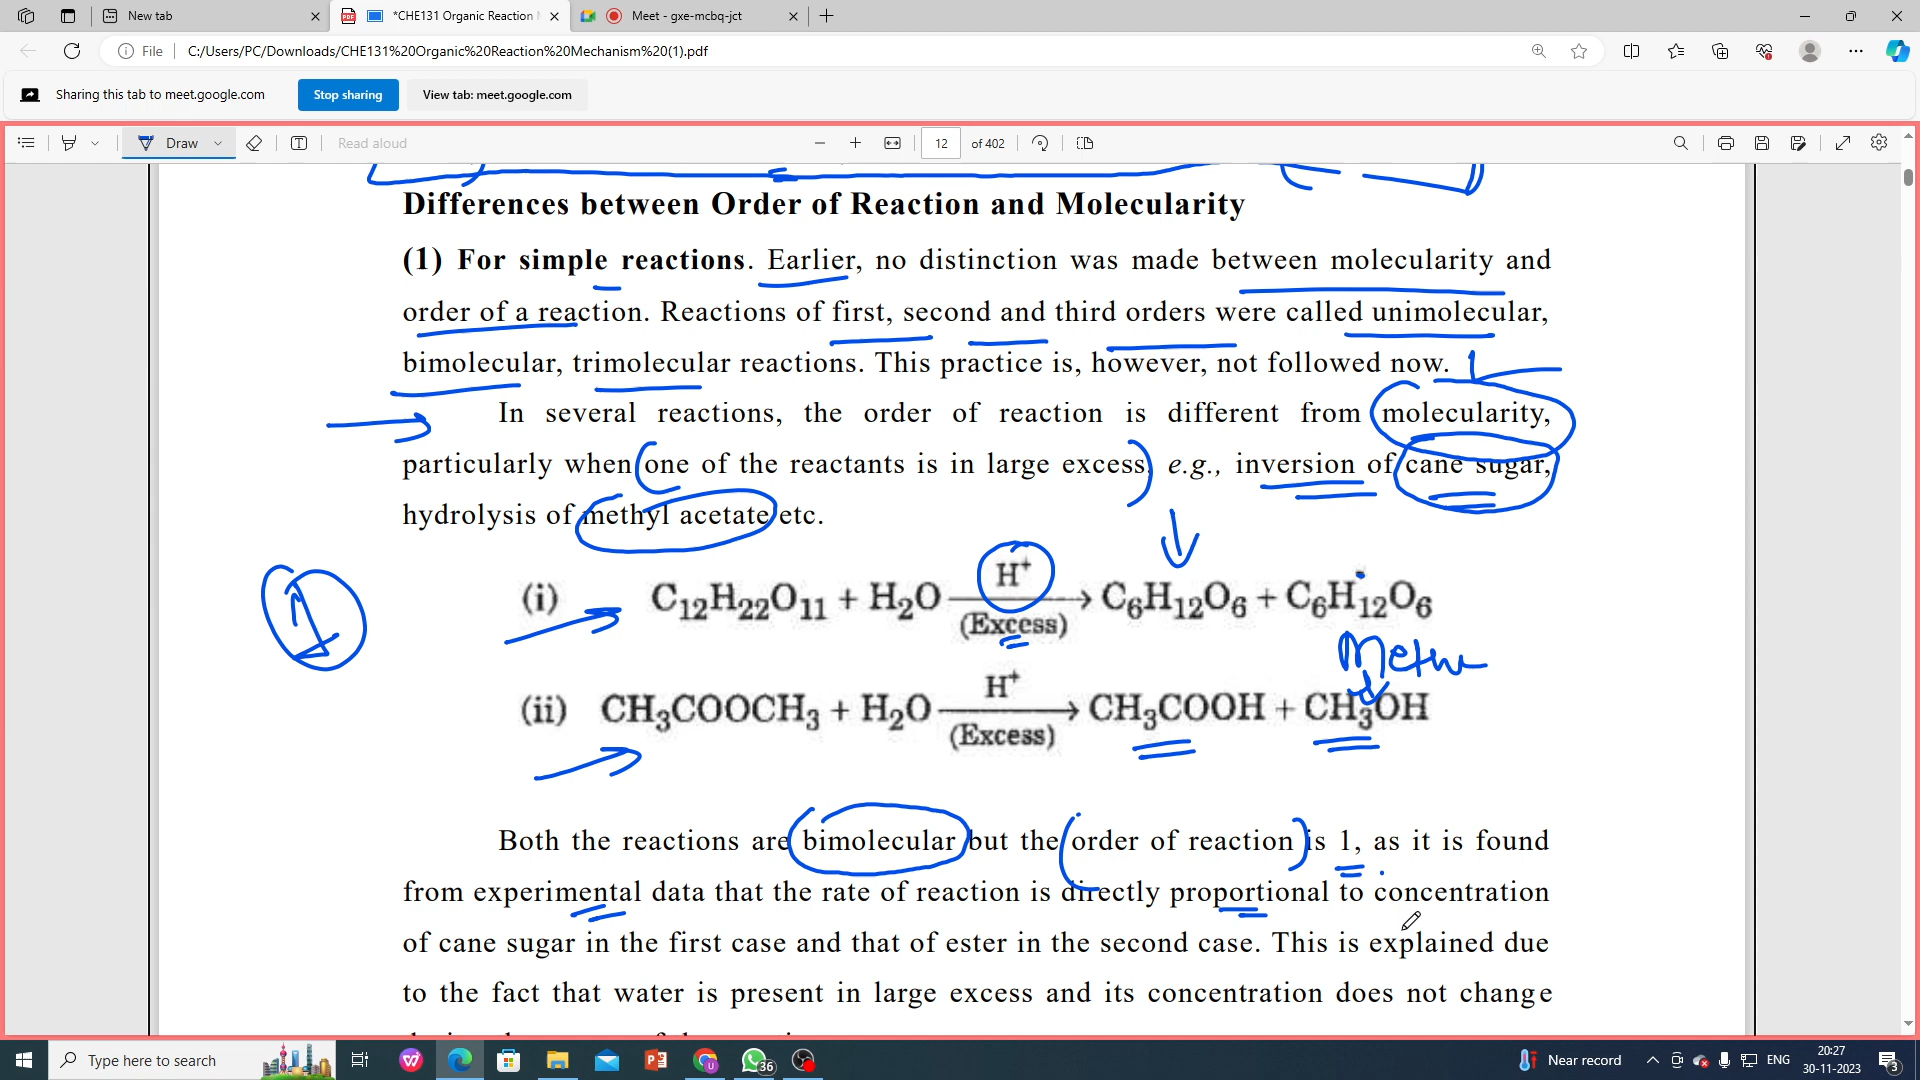 New tab
*CHE131 Organic Reaction M
Meet - gxe-mcbq-jct
File
C:/Users/PC/Downloads/CHE131%20Organic%20Reaction%20Mechanism%20(1).pdf
Sharing this tab to meet.google.com
Stop sharing
View tab: meet.google.com
Draw
Read aloud
12 of 402
Differences between Order of Reaction and Molecularity
(1) For simple reactions. Earlier, no distinction was made between molecularity and
order of a reaction. Reactions of first, second and third orders were called unimolecular,
bimolecular, trimolecular reactions. This practice is, however, not followed now.
In several reactions, the order of reaction is different from molecularity,
particularly when one of the reactants is in large excess, e.g., inversion of cane sugar,
hydrolysis of methyl acetate etc.
H⁺
(i) C₁₂H₂₂O₁₁ + H₂O → C₆H₁₂O₆ + C₆H₁₂O₆
(Excess)
H⁺
(ii) CH₃COOCH₃ + H₂O → CH₃COOH + CH₃OH
(Excess)
Both the reactions are bimolecular but the order of reaction is 1, as it is found
from experimental data that the rate of reaction is directly proportional to concentration
of cane sugar in the first case and that of ester in the second case. This is explained due
to the fact that water is present in large excess and its concentration does not change
Type here to search
36
Near record
ENG
20:27
30-11-2023
3